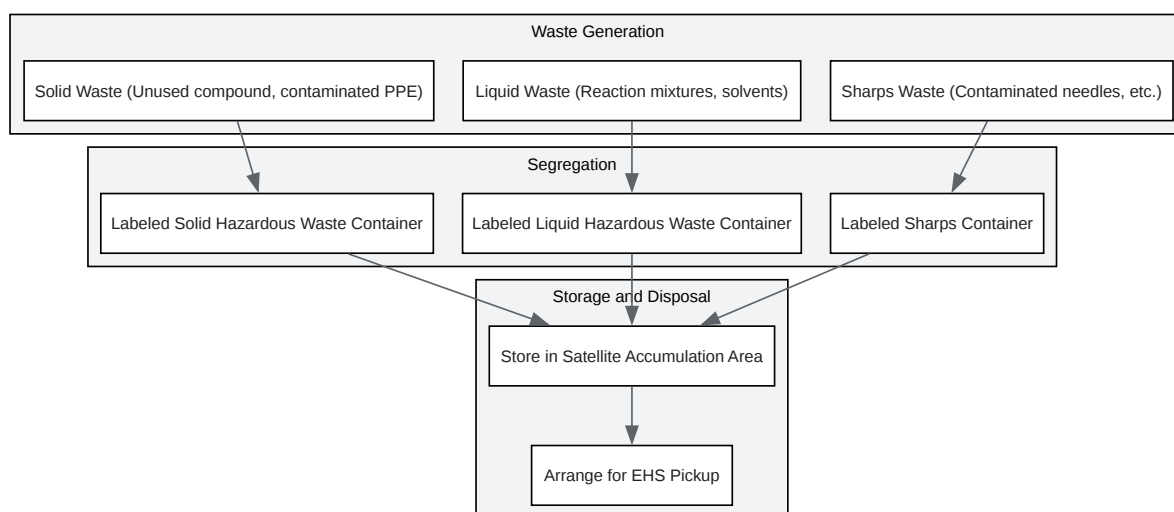 Waste Generation
Solid Waste (Unused compound, contaminated PPE)
Liquid Waste (Reaction mixtures, solvents)
Sharps Waste (Contaminated needles, etc.)
Segregation
Labeled Solid Hazardous Waste Container
Labeled Liquid Hazardous Waste Container
Labeled Sharps Container
Storage and Disposal
Store in Satellite Accumulation Area
Arrange for EHS Pickup